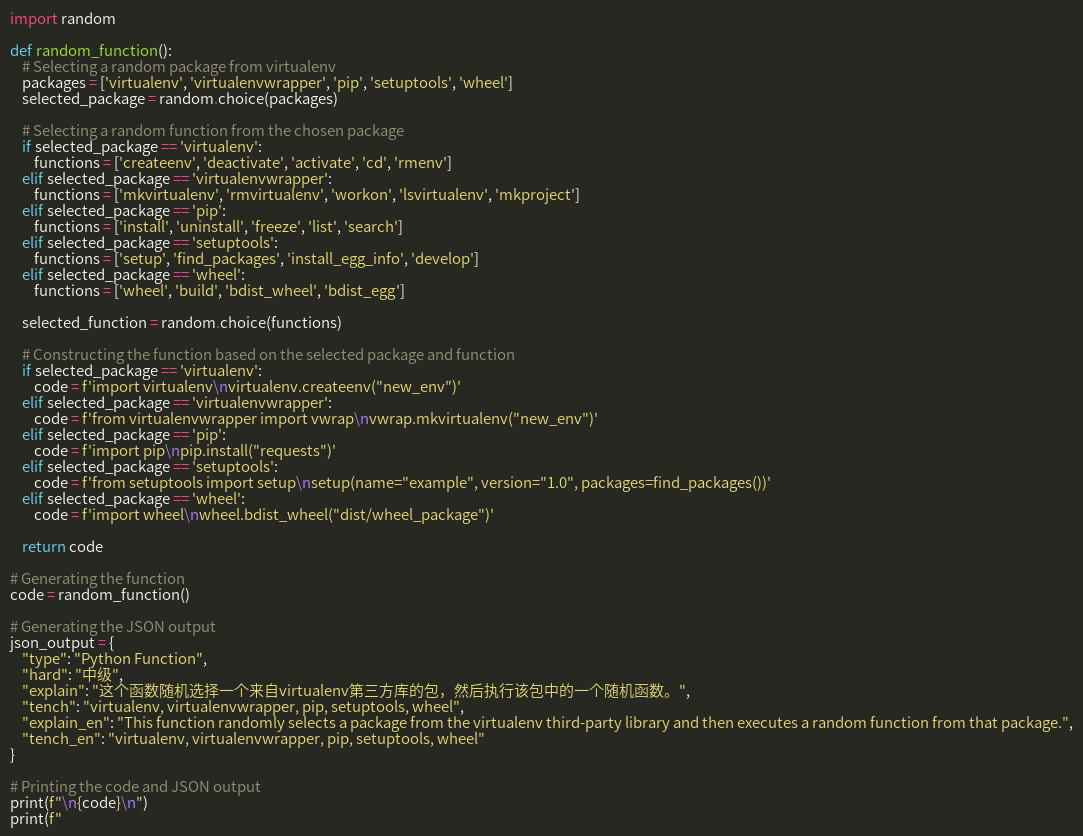 import random

def random_function():
    # Selecting a random package from virtualenv
    packages = ['virtualenv', 'virtualenvwrapper', 'pip', 'setuptools', 'wheel']
    selected_package = random.choice(packages)

    # Selecting a random function from the chosen package
    if selected_package == 'virtualenv':
        functions = ['createenv', 'deactivate', 'activate', 'cd', 'rmenv']
    elif selected_package == 'virtualenvwrapper':
        functions = ['mkvirtualenv', 'rmvirtualenv', 'workon', 'lsvirtualenv', 'mkproject']
    elif selected_package == 'pip':
        functions = ['install', 'uninstall', 'freeze', 'list', 'search']
    elif selected_package == 'setuptools':
        functions = ['setup', 'find_packages', 'install_egg_info', 'develop']
    elif selected_package == 'wheel':
        functions = ['wheel', 'build', 'bdist_wheel', 'bdist_egg']

    selected_function = random.choice(functions)

    # Constructing the function based on the selected package and function
    if selected_package == 'virtualenv':
        code = f'import virtualenv\nvirtualenv.createenv("new_env")'
    elif selected_package == 'virtualenvwrapper':
        code = f'from virtualenvwrapper import vwrap\nvwrap.mkvirtualenv("new_env")'
    elif selected_package == 'pip':
        code = f'import pip\npip.install("requests")'
    elif selected_package == 'setuptools':
        code = f'from setuptools import setup\nsetup(name="example", version="1.0", packages=find_packages())'
    elif selected_package == 'wheel':
        code = f'import wheel\nwheel.bdist_wheel("dist/wheel_package")'

    return code

# Generating the function
code = random_function()

# Generating the JSON output
json_output = {
    "type": "Python Function",
    "hard": "中级",
    "explain": "这个函数随机选择一个来自virtualenv第三方库的包，然后执行该包中的一个随机函数。",
    "tench": "virtualenv, virtualenvwrapper, pip, setuptools, wheel",
    "explain_en": "This function randomly selects a package from the virtualenv third-party library and then executes a random function from that package.",
    "tench_en": "virtualenv, virtualenvwrapper, pip, setuptools, wheel"
}

# Printing the code and JSON output
print(f"\n{code}\n")
print(f"